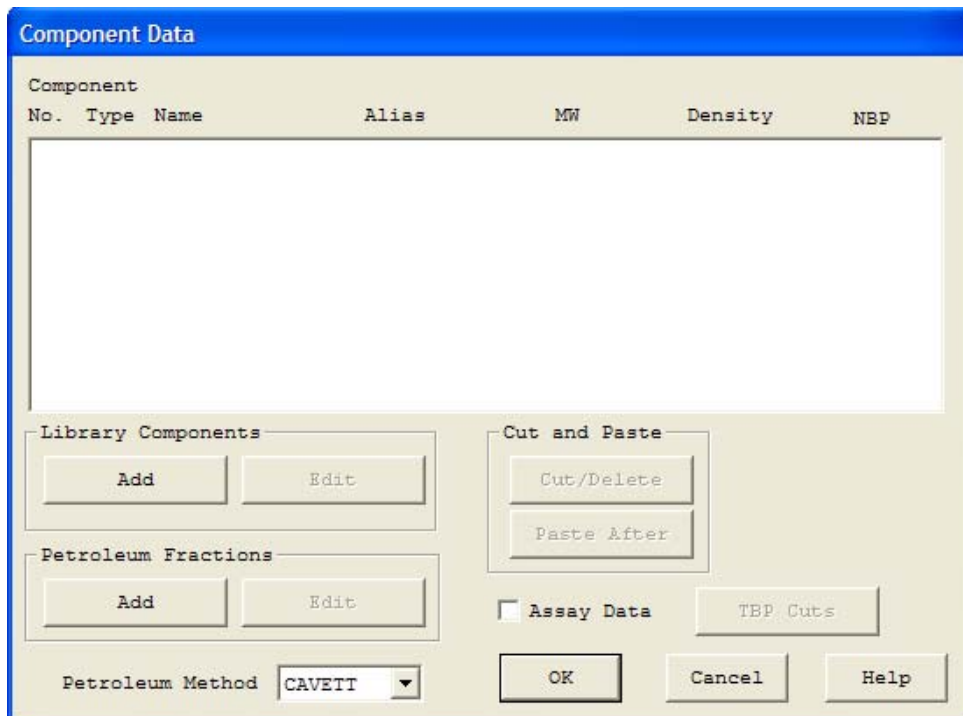 Component Data
Component
No. Type Name Alias MW Density NBP
Library Components
Add Edit
Cut and Paste
Cut/Delete
Paste After
Petroleum Fractions
Add Edit
Assay Data TBP Cuts
Petroleum Method CAVETT
OK Cancel Help